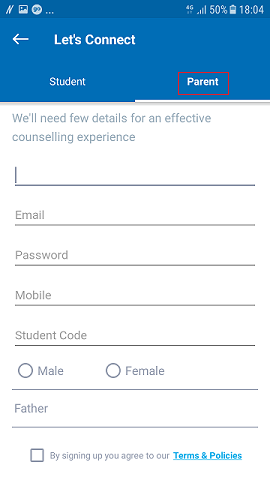 4G 50% 18:04
Let's Connect
Student Parent
We'll need few details for an effective
counselling experience
Email
Password
Mobile
Student Code
Male Female
Father
By signing up you agree to our Terms & Policies